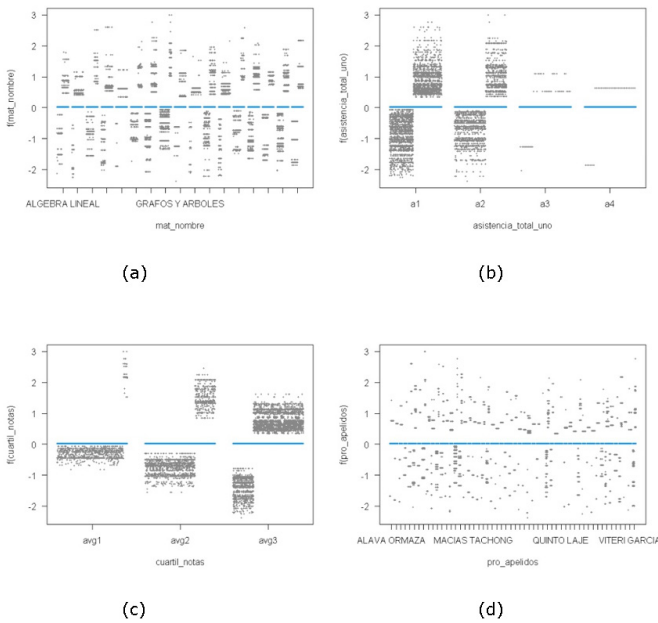 3
2
1
0
-1
-2
f(mat_nombre)
ALGEBRA LINEAL
GRAFOS Y ARBOLES
mat_nombre
(a)
3
2
1
0
-1
-2
f(asistencia_total_uno)
a1
a2
a3
a4
asistencia_total_uno
(b)
3
2
1
0
-1
-2
f(cuartil_notas)
avg1
avg2
avg3
cuartil_notas
(c)
3
2
1
0
-1
-2
f(pro_apelidos)
ALAVA ORMAZA
MACIAS TACHONG
QUINTO LAJE
VITERI GARCIA
pro_apelidos
(d)